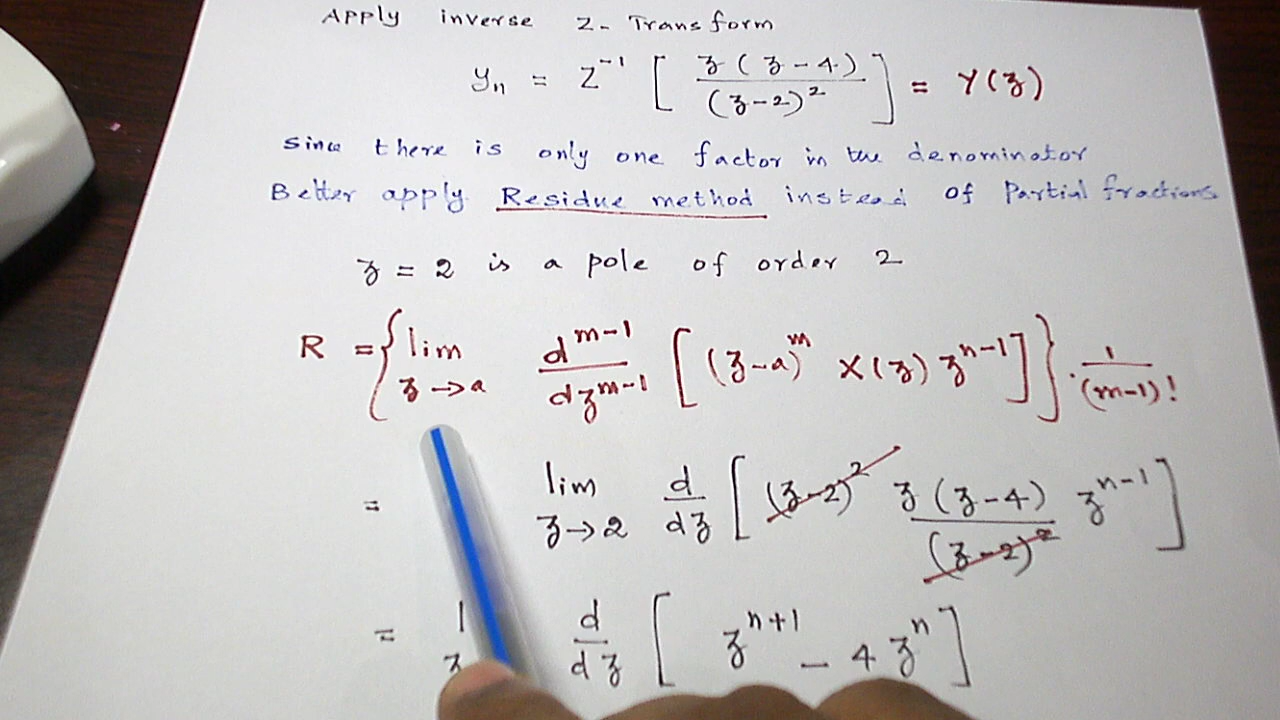 Apply inverse Z-Transform
yₙ = Z⁻¹ [ z(z-4) / (z-2)² ] = Y(z)
Since there is only one factor in the denominator
Better apply Residue method instead of Partial fractions
z = 2 is a pole of order 2
R = { lim z→a d^(m-1)/dz^(m-1) [ (z-a)^m X(z) z^(n-1) ] } · 1/(m-1)!
= lim z→2 d/dz [ (z-2)² z(z-4)/(z-2)² z^(n-1) ]
= d/dz [ z^(n+1) - 4z^n ]